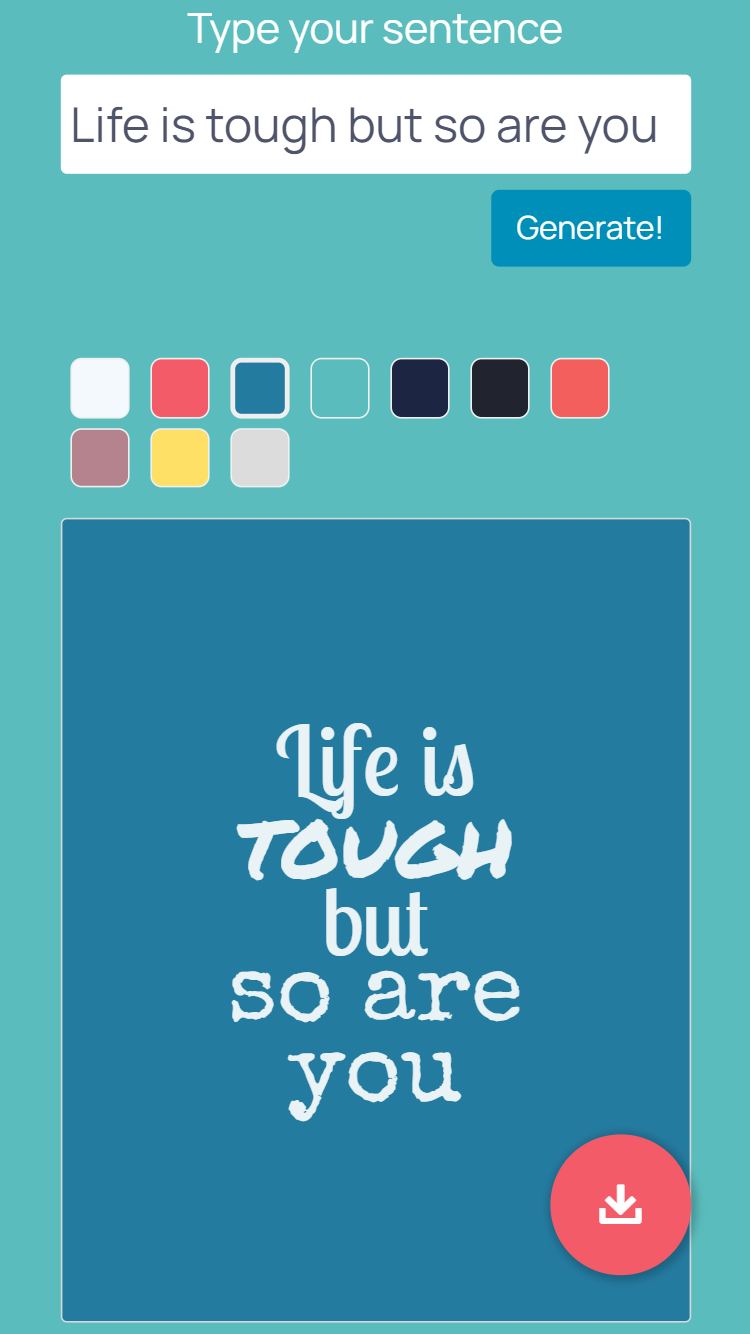 Type your sentence
Life is tough but so are you
Generate!
Life is
TOUGH
but
so are
you